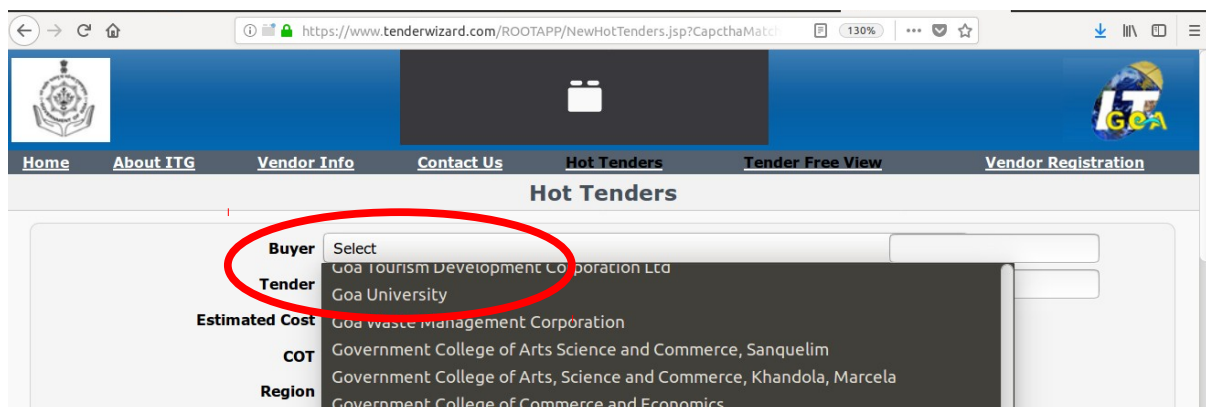 https://www.tenderwizard.com/ROOTAPP/NewHotTenders.jsp?CapcthaMatch 130%
IT GOA
Home About ITG Vendor Info Contact Us Hot Tenders Tender Free View Vendor Registration
Hot Tenders
Buyer Select
Goa Tourism Development Corporation Ltd
Tender
Goa University
Estimated Cost Goa Waste Management Corporation
COT Government College of Arts Science and Commerce, Sanquelim
Government College of Arts, Science and Commerce, Khandola, Marcela
Region
Government College of Commerce and Economics